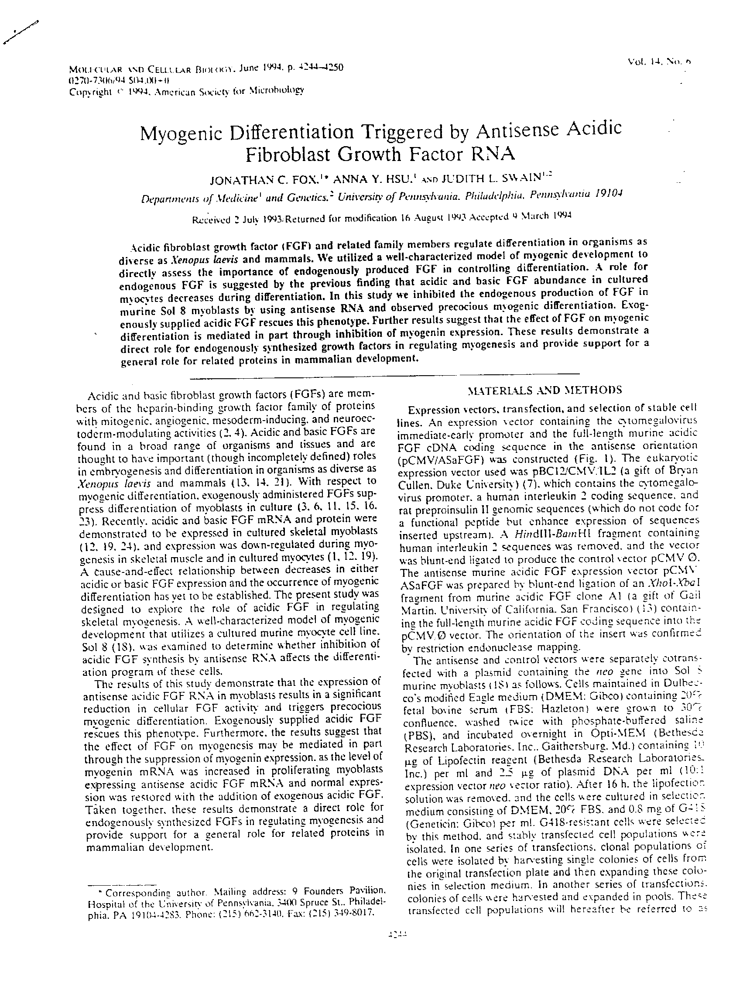 MOLECULAR AND CELLULAR BIOLOGY, June 1994, p. 4244–4250
0270-7306/94 $04.00+0
Copyright © 1994, American Society for Microbiology
Vol. 14, No. 6
Myogenic Differentiation Triggered by Antisense Acidic
Fibroblast Growth Factor RNA
JONATHAN C. FOX,¹* ANNA Y. HSU,¹ AND JUDITH L. SWAIN¹·²
Departments of Medicine¹ and Genetics,² University of Pennsylvania, Philadelphia, Pennsylvania 19104
Received 2 July 1993/Returned for modification 16 August 1993/Accepted 9 March 1994
Acidic fibroblast growth factor (FGF) and related family members regulate differentiation in organisms as
diverse as Xenopus laevis and mammals. We utilized a well-characterized model of myogenic development to
directly assess the importance of endogenously produced FGF in controlling differentiation. A role for
endogenous FGF is suggested by the previous finding that acidic and basic FGF abundance in cultured
myocytes decreases during differentiation. In this study we inhibited the endogenous production of FGF in
murine Sol 8 myoblasts by using antisense RNA and observed precocious myogenic differentiation. Exog-
enously supplied acidic FGF rescues this phenotype. Further results suggest that the effect of FGF on myogenic
differentiation is mediated in part through inhibition of myogenin expression. These results demonstrate a
direct role for endogenously synthesized growth factors in regulating myogenesis and provide support for a
general role for related proteins in mammalian development.
Acidic and basic fibroblast growth factors (FGFs) are mem-
bers of the heparin-binding growth factor family of proteins
with mitogenic, angiogenic, mesoderm-inducing, and neuroec-
toderm-modulating activities (2, 4). Acidic and basic FGFs are
found in a broad range of organisms and tissues and are
thought to have important (though incompletely defined) roles
in embryogenesis and differentiation in organisms as diverse as
Xenopus laevis and mammals (13, 14, 21). With respect to
myogenic differentiation, exogenously administered FGFs sup-
press differentiation of myoblasts in culture (3, 6, 11, 15, 16,
23). Recently, acidic and basic FGF mRNA and protein were
demonstrated to be expressed in cultured skeletal myoblasts
(12, 19, 24), and expression was down-regulated during myo-
genesis in skeletal muscle and in cultured myocytes (1, 12, 19).
A cause-and-effect relationship between decreases in either
acidic or basic FGF expression and the occurrence of myogenic
differentiation has yet to be established. The present study was
designed to explore the role of acidic FGF in regulating
skeletal myogenesis. A well-characterized model of myogenic
development that utilizes a cultured murine myocyte cell line,
Sol 8 (18), was examined to determine whether inhibition of
acidic FGF synthesis by antisense RNA affects the differenti-
ation program of these cells.
The results of this study demonstrate that the expression of
antisense acidic FGF RNA in myoblasts results in a significant
reduction in cellular FGF activity and triggers precocious
myogenic differentiation. Exogenously supplied acidic FGF
rescues this phenotype. Furthermore, the results suggest that
the effect of FGF on myogenesis may be mediated in part
through the suppression of myogenin expression, as the level of
myogenin mRNA was increased in proliferating myoblasts
expressing antisense acidic FGF mRNA and normal expres-
sion was restored with the addition of exogenous acidic FGF.
Taken together, these results demonstrate a direct role for
endogenously synthesized FGFs in regulating myogenesis and
provide support for a general role for related proteins in
mammalian development.
* Corresponding author. Mailing address: 9 Founders Pavilion,
Hospital of the University of Pennsylvania, 3400 Spruce St., Philadel-
phia, PA 19104-4283. Phone: (215) 662-3140. Fax: (215) 349-8017.
MATERIALS AND METHODS
Expression vectors, transfection, and selection of stable cell
lines. An expression vector containing the cytomegalovirus
immediate-early promoter and the full-length murine acidic
FGF cDNA coding sequence in the antisense orientation
(pCMV/ASaFGF) was constructed (Fig. 1). The eukaryotic
expression vector used was pBC12/CMV/IL2 (a gift of Bryan
Cullen, Duke University) (7), which contains the cytomegalo-
virus promoter, a human interleukin 2 coding sequence, and
rat preproinsulin II genomic sequences (which do not code for
a functional peptide but enhance expression of sequences
inserted upstream). A HindIII-BamHI fragment containing
human interleukin 2 sequences was removed, and the vector
was blunt-end ligated to produce the control vector pCMV Ø.
The antisense murine acidic FGF expression vector pCMV
ASaFGF was prepared by blunt-end ligation of an XhoI-XbaI
fragment from murine acidic FGF clone A1 (a gift of Gail
Martin, University of California, San Francisco) (13) contain-
ing the full-length murine acidic FGF coding sequence into the
pCMV/Ø vector. The orientation of the insert was confirmed
by restriction endonuclease mapping.
The antisense and control vectors were separately cotrans-
fected with a plasmid containing the neo gene into Sol 8
murine myoblasts (18) as follows. Cells maintained in Dulbec-
co's modified Eagle medium (DMEM; Gibco) containing 20%
fetal bovine serum (FBS; Hazleton) were grown to 30%
confluence, washed twice with phosphate-buffered saline
(PBS), and incubated overnight in Opti-MEM (Bethesda
Research Laboratories, Inc., Gaithersburg, Md.) containing 10
µg of Lipofectin reagent (Bethesda Research Laboratories,
Inc.) per ml and 2.5 µg of plasmid DNA per ml (10:1
expression vector/neo vector ratio). After 16 h, the lipofection
solution was removed, and the cells were cultured in selection
medium consisting of DMEM, 20% FBS, and 0.8 mg of G418
(Geneticin; Gibco) per ml. G418-resistant cells were selected
by this method, and stably transfected cell populations were
isolated. In one series of transfections, clonal populations of
cells were isolated by harvesting single colonies of cells from
the original transfection plate and then expanding these colo-
nies in selection medium. In another series of transfections,
colonies of cells were harvested and expanded in pools. These
transfected cell populations will hereafter be referred to as
4244